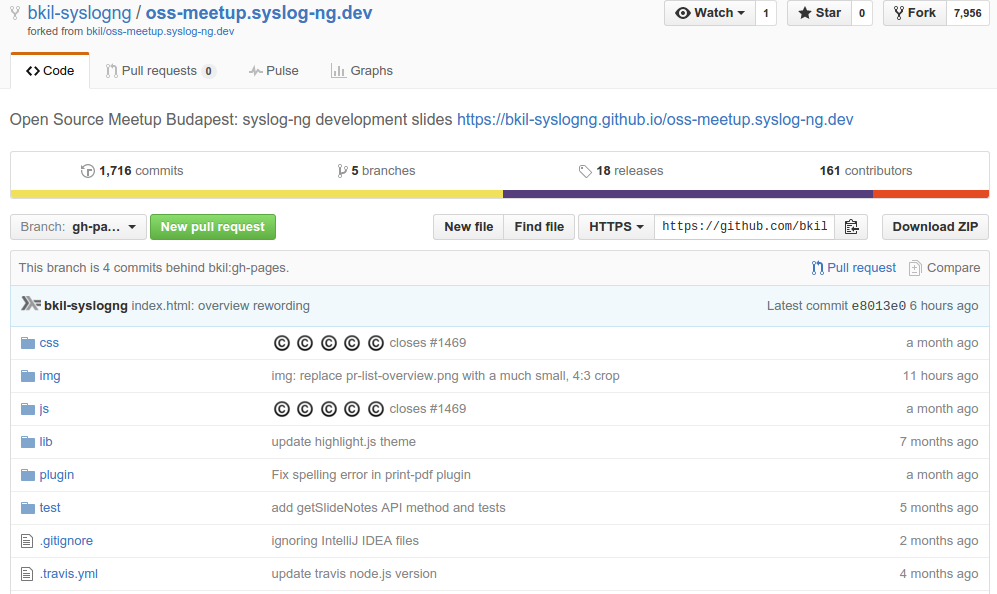 bkil-syslogng / oss-meetup.syslog-ng.dev Watch 1 Star 0 Fork 7,956
forked from bkil/oss-meetup.syslog-ng.dev
Code Pull requests 0 Pulse Graphs
Open Source Meetup Budapest: syslog-ng development slides https://bkil-syslogng.github.io/oss-meetup.syslog-ng.dev
1,716 commits 5 branches 18 releases 161 contributors
Branch: gh-pa... New pull request New file Find file HTTPS https://github.com/bkil Download ZIP
This branch is 4 commits behind bkil:gh-pages. Pull request Compare
bkil-syslogng index.html: overview rewording Latest commit e8013e0 6 hours ago
css © © © © © closes #1469 a month ago
img img: replace pr-list-overview.png with a much small, 4:3 crop 11 hours ago
js © © © © © closes #1469 a month ago
lib update highlight.js theme 7 months ago
plugin Fix spelling error in print-pdf plugin a month ago
test add getSlideNotes API method and tests 5 months ago
.gitignore ignoring IntelliJ IDEA files 2 months ago
.travis.yml update travis node.js version 4 months ago